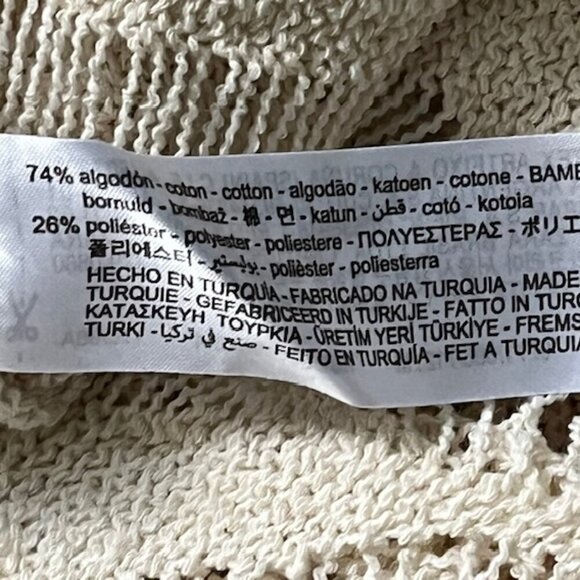 74% algodón - coton - cotton - algodão - katoen - cotone - BAMB
bomuld - bombaž - 棉 - 면 - katun - قطن - cotó - kotoia
26% poliéster - polyester - poliestere - ΠΟΛΥΕΣΤΕΡΑΣ - ポリエ
폴리에스터 - بوليستير - polièster - poliesterra
HECHO EN TURQUÍA - FABRICADO NA TURQUIA - MADE
TURQUIE - GEFABRICEERD IN TURKIJE - FATTO IN TURC
ΚΑΤΑΣΚΕΥΗ ΤΟΥΡΚΙΑ - ÜRETİM YERİ TÜRKİYE - FREMS
TURKI - صنع في تركيا - FEITO EN TURQUÍA - FET A TURQUIA